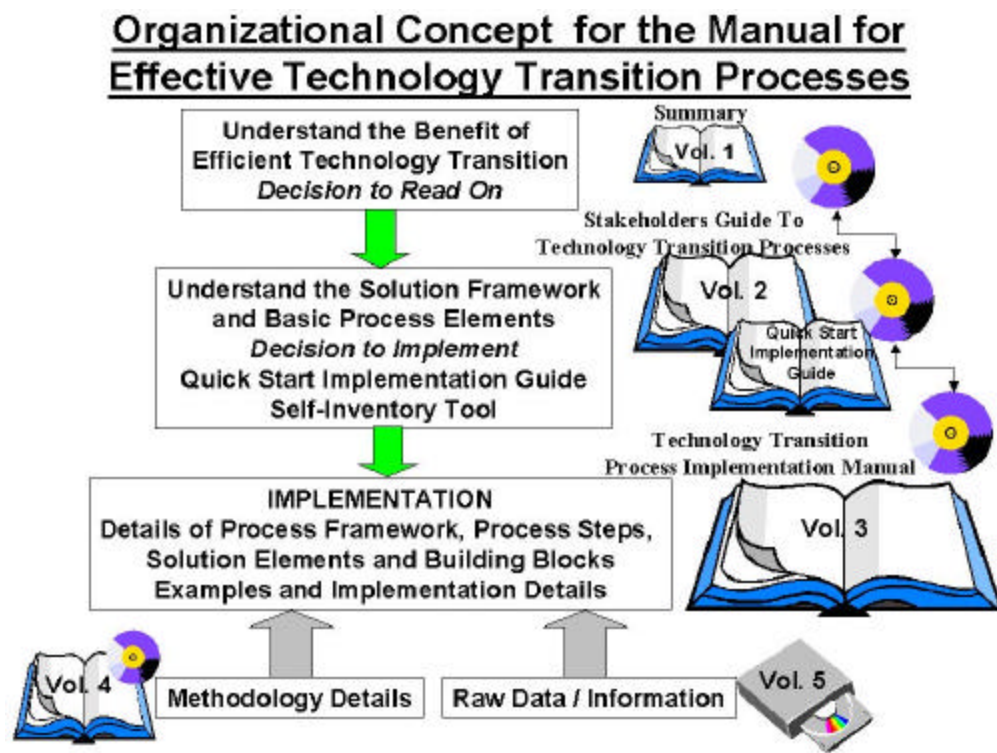 Organizational Concept for the Manual for
Effective Technology Transition Processes
Understand the Benefit of
Efficient Technology Transition
Decision to Read On
Summary
Vol. 1
Stakeholders Guide To
Technology Transition Processes
Vol. 2
Quick Start
Implementation
Guide
Understand the Solution Framework
and Basic Process Elements
Decision to Implement
Quick Start Implementation Guide
Self-Inventory Tool
Technology Transition
Process Implementation Manual
Vol. 3
IMPLEMENTATION
Details of Process Framework, Process Steps,
Solution Elements and Building Blocks
Examples and Implementation Details
Vol. 4
Methodology Details
Raw Data / Information
Vol. 5